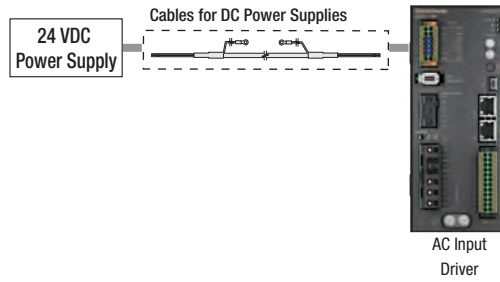 Cables for DC Power Supplies
24 VDC
Power Supply
AC Input
Driver